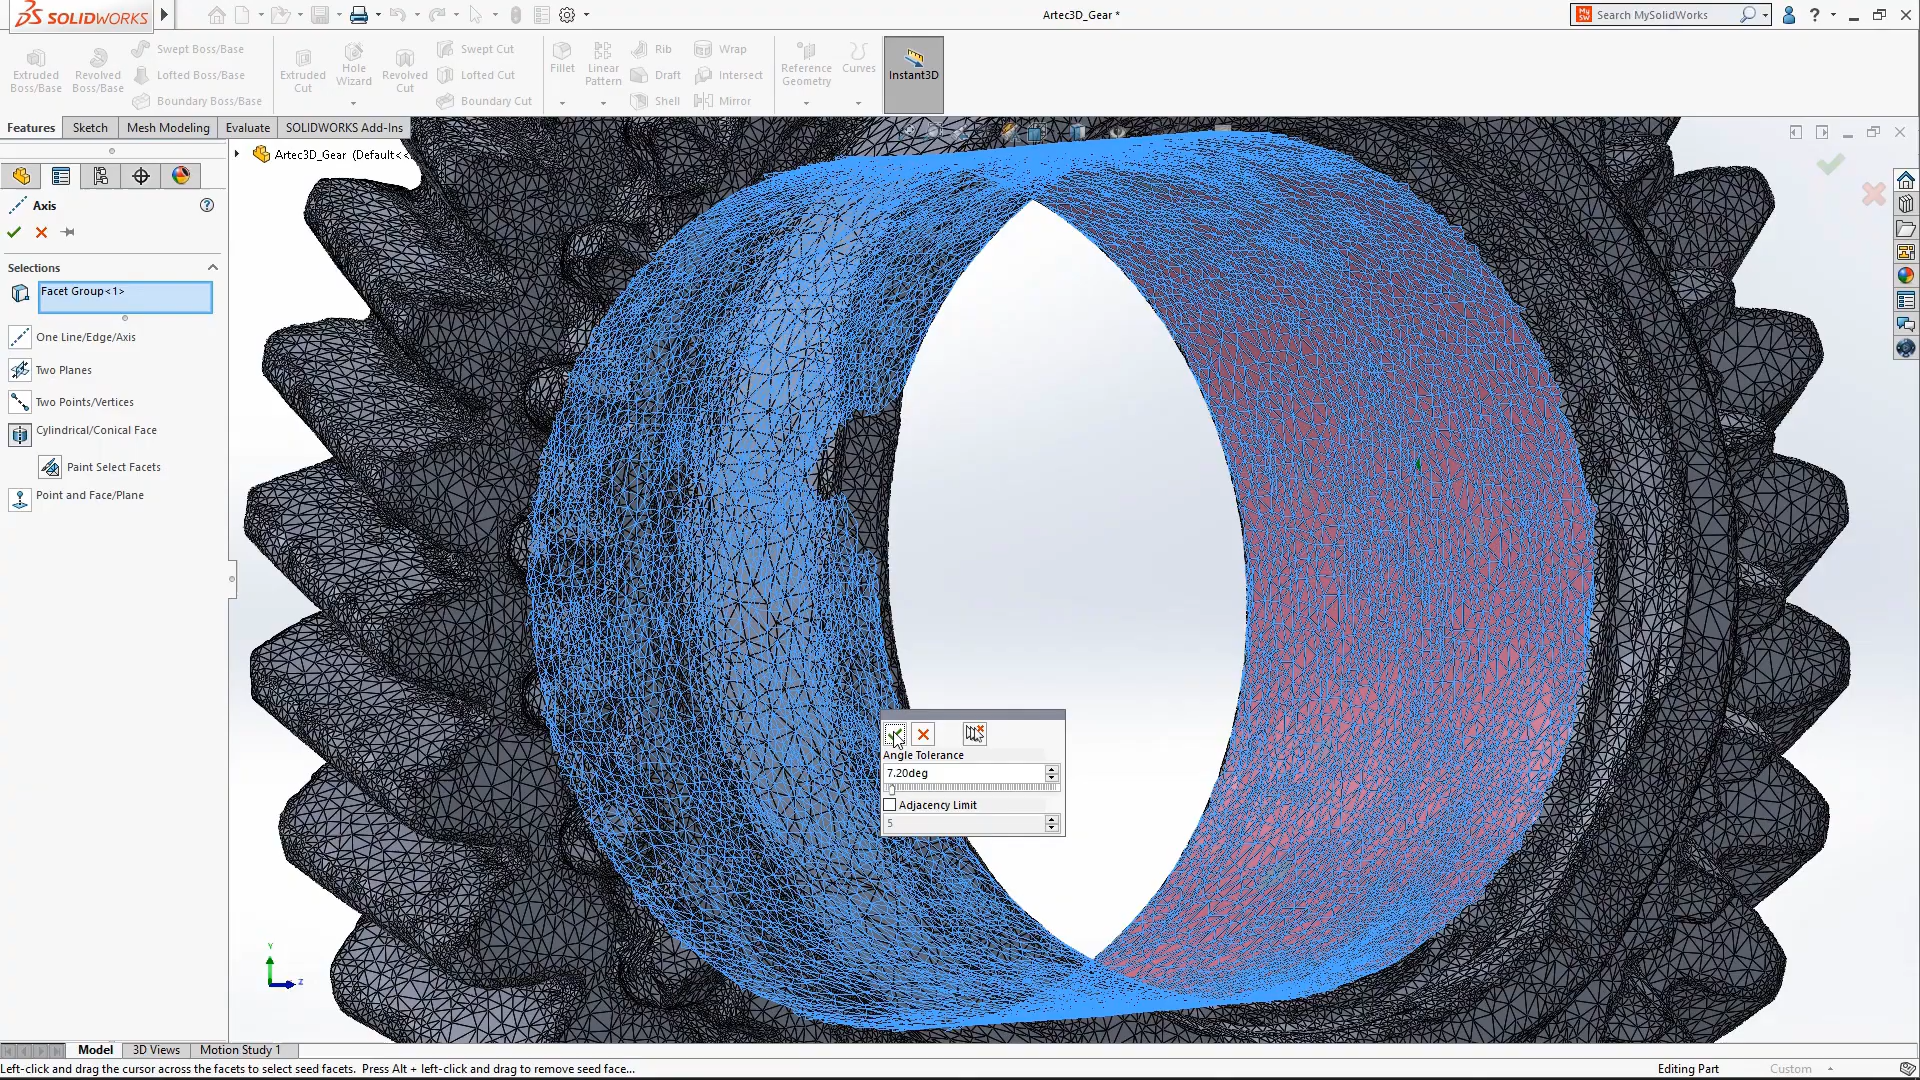 SOLIDWORKS
Artec3D_Gear *
Search MySolidWorks
Extruded
Boss/Base
Revolved
Boss/Base
Swept Boss/Base
Lofted Boss/Base
Boundary Boss/Base
Extruded
Cut
Hole
Wizard
Revolved
Cut
Swept Cut
Lofted Cut
Boundary Cut
Fillet
Linear
Pattern
Rib
Draft
Shell
Wrap
Intersect
Mirror
Reference
Geometry
Curves
Instant3D
Features
Sketch
Mesh Modeling
Evaluate
SOLIDWORKS Add-Ins
Artec3D_Gear (Default<<
Axis
Selections
Facet Group<1>
One Line/Edge/Axis
Two Planes
Two Points/Vertices
Cylindrical/Conical Face
Paint Select Facets
Point and Face/Plane
Angle Tolerance
7.20deg
Adjacency Limit
5
Y
Z
Model
3D Views
Motion Study 1
Left-click and drag the cursor across the facets to select seed facets. Press Alt + left-click and drag to remove seed face...
Editing Part
Custom